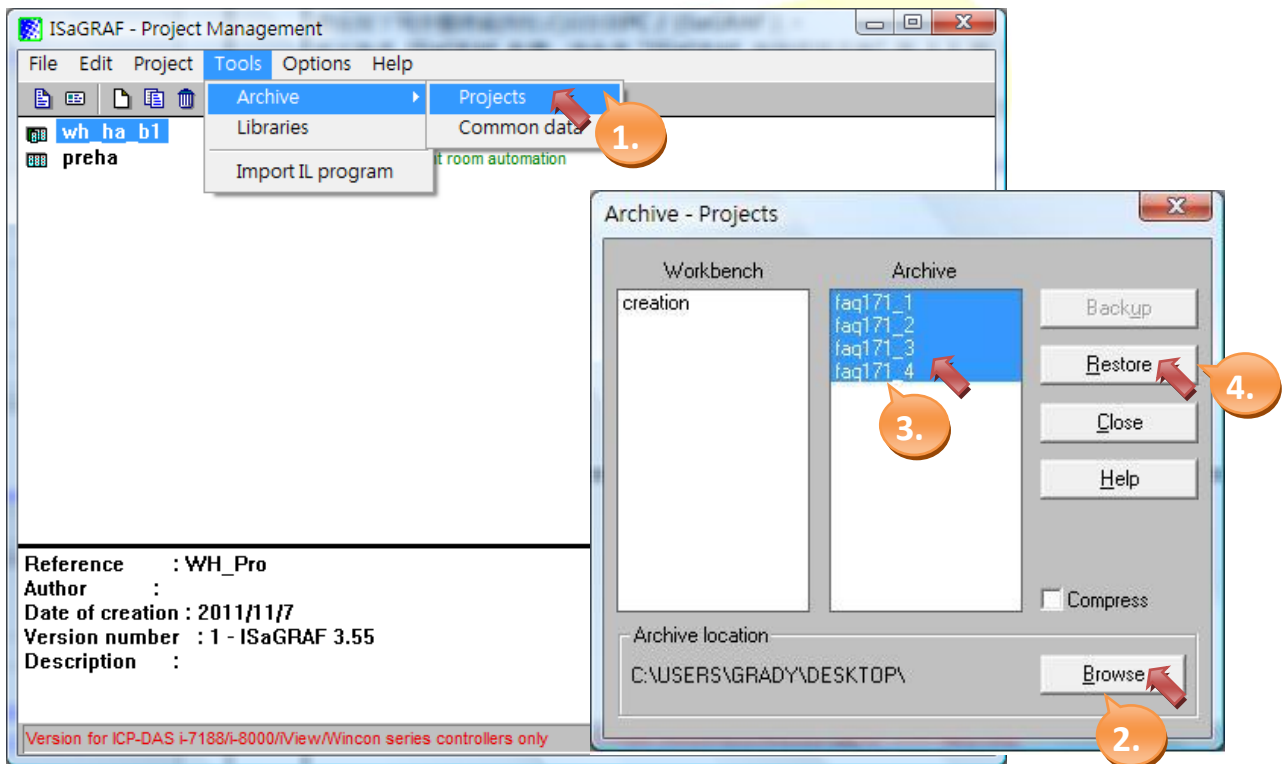 ISaGRAF - Project Management
File Edit Project Tools Options Help
Archive
Libraries
Import IL program
Projects
Common data
1.
wh_ha_b1
preha
t room automation
Reference : WH_Pro
Author :
Date of creation : 2011/11/7
Version number : 1 - ISaGRAF 3.55
Description :
Version for ICP-DAS i-7188/i-8000/iView/Wincon series controllers only
Archive - Projects
Workbench
Archive
creation
faq171_1
faq171_2
faq171_3
faq171_4
3.
Backup
Restore
4.
Close
Help
Compress
Archive location
C:\USERS\GRADY\DESKTOP\
Browse
2.